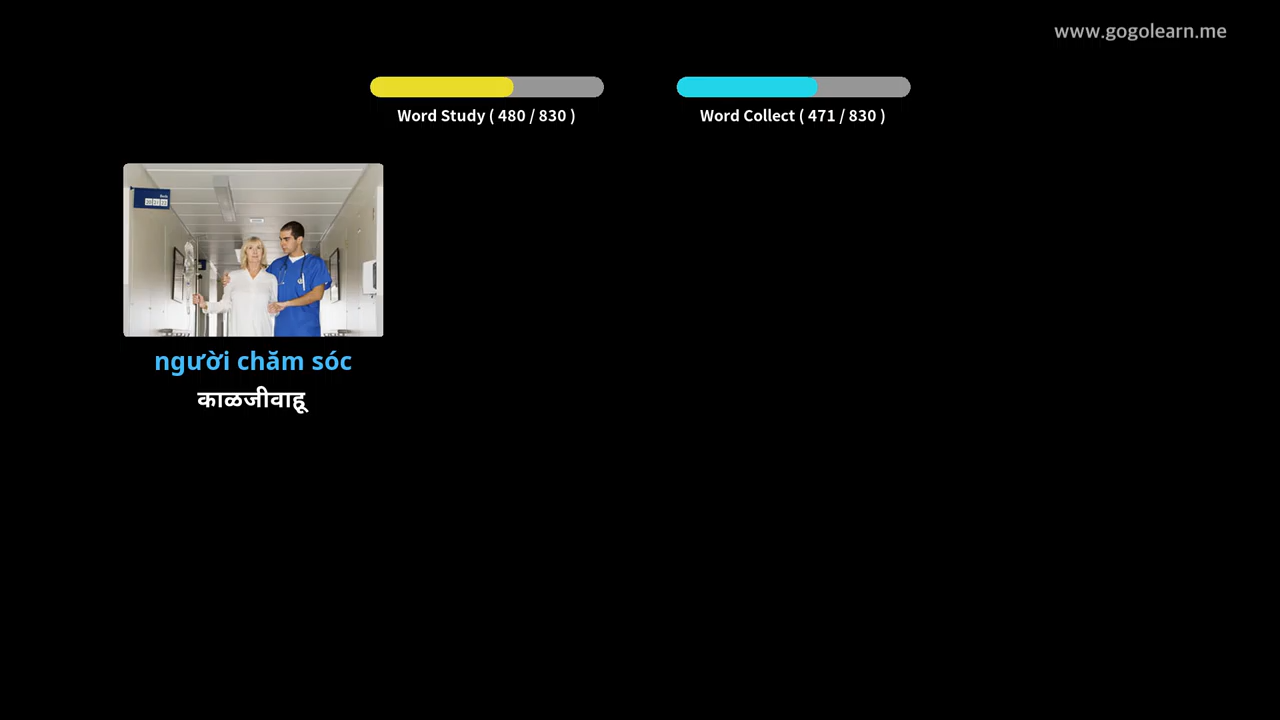 www.gogolearn.me
Word Study ( 480 / 830 )
Word Collect ( 471 / 830 )
người chăm sóc
काळजीवाहू